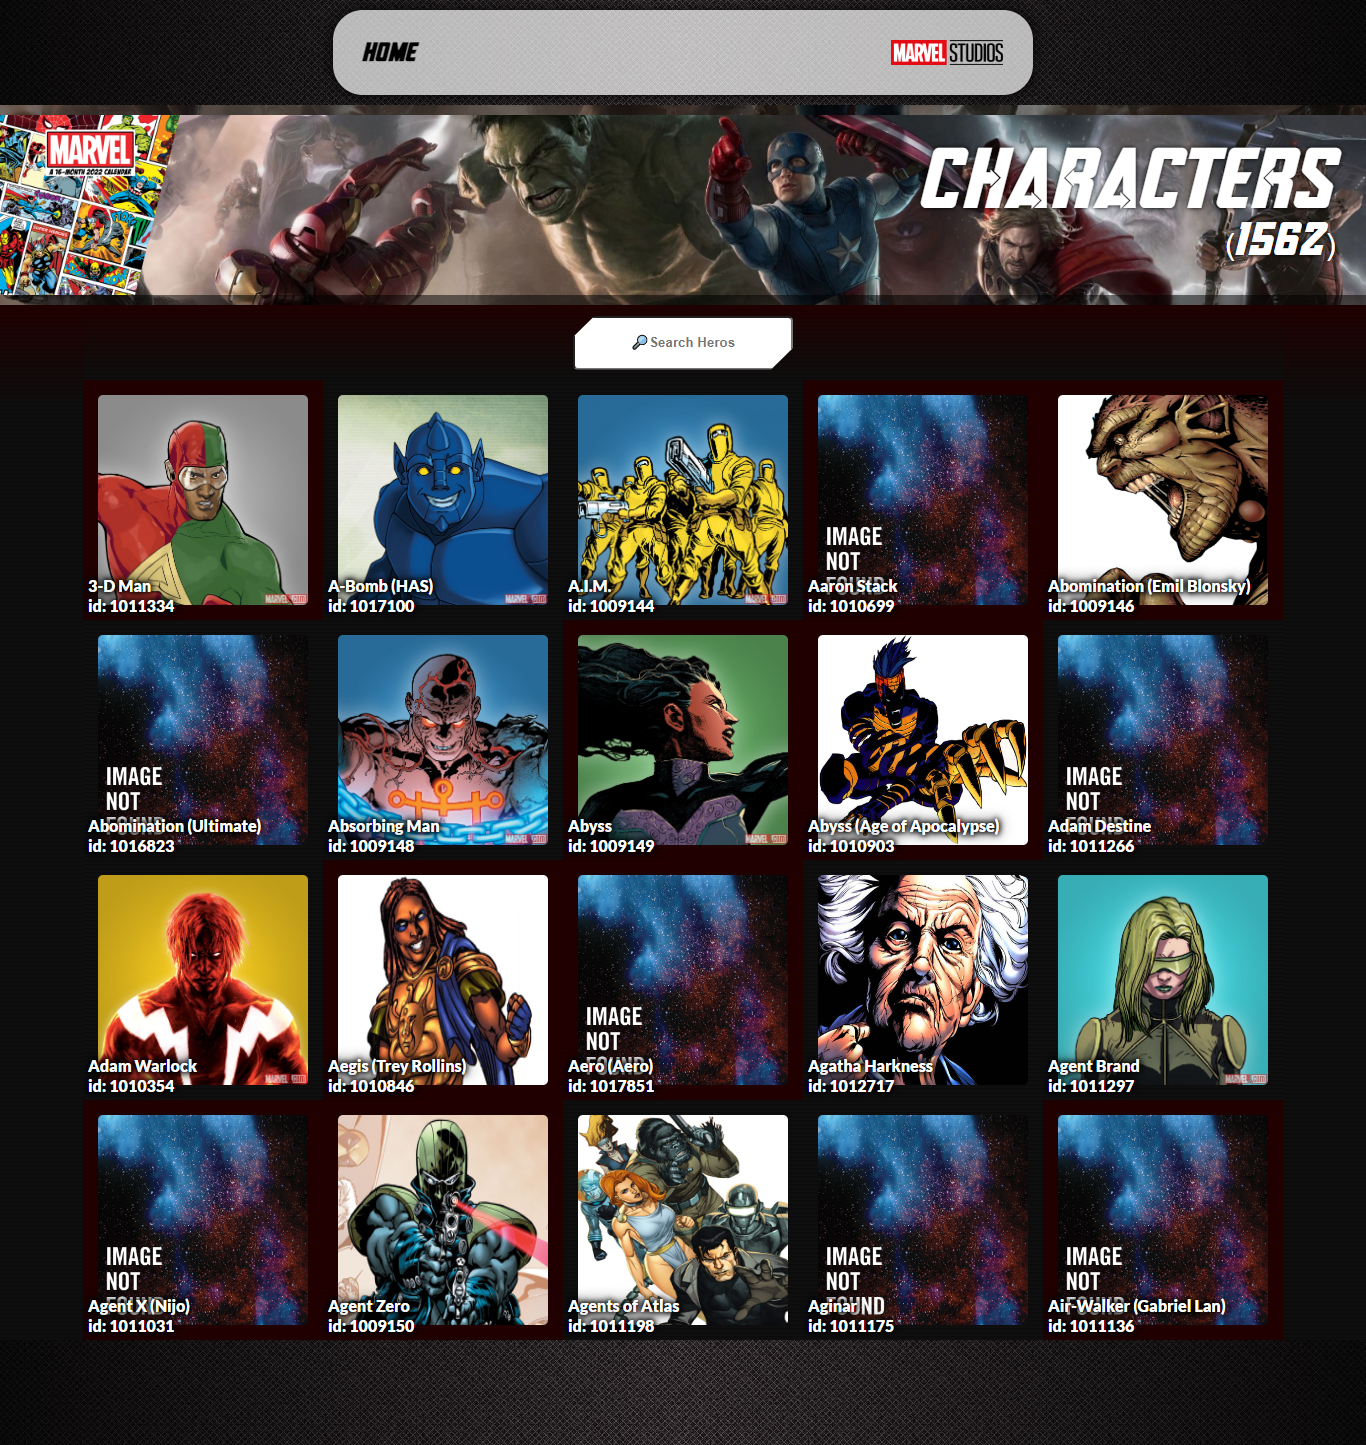 HOME
MARVEL STUDIOS
MARVEL
A 16-MONTH 2022 CALENDAR
CHARACTERS
(1562)
Search Heros
3-D Man
id: 1011334
A-Bomb (HAS)
id: 1017100
A.I.M.
id: 1009144
IMAGE
NOT
FOUND
Aaron Stack
id: 1010699
Abomination (Emil Blonsky)
id: 1009146
IMAGE
NOT
FOUND
Abomination (Ultimate)
id: 1016823
Absorbing Man
id: 1009148
Abyss
id: 1009149
Abyss (Age of Apocalypse)
id: 1010903
IMAGE
NOT
FOUND
Adam Destine
id: 1011266
Adam Warlock
id: 1010354
Aegis (Trey Rollins)
id: 1010846
IMAGE
NOT
FOUND
Aero (Aero)
id: 1017851
Agatha Harkness
id: 1012717
Agent Brand
id: 1011297
IMAGE
NOT
FOUND
Agent X (Nijo)
id: 1011031
Agent Zero
id: 1009150
Agents of Atlas
id: 1011198
IMAGE
NOT
FOUND
Aginar
id: 1011175
IMAGE
NOT
FOUND
Air-Walker (Gabriel Lan)
id: 1011136